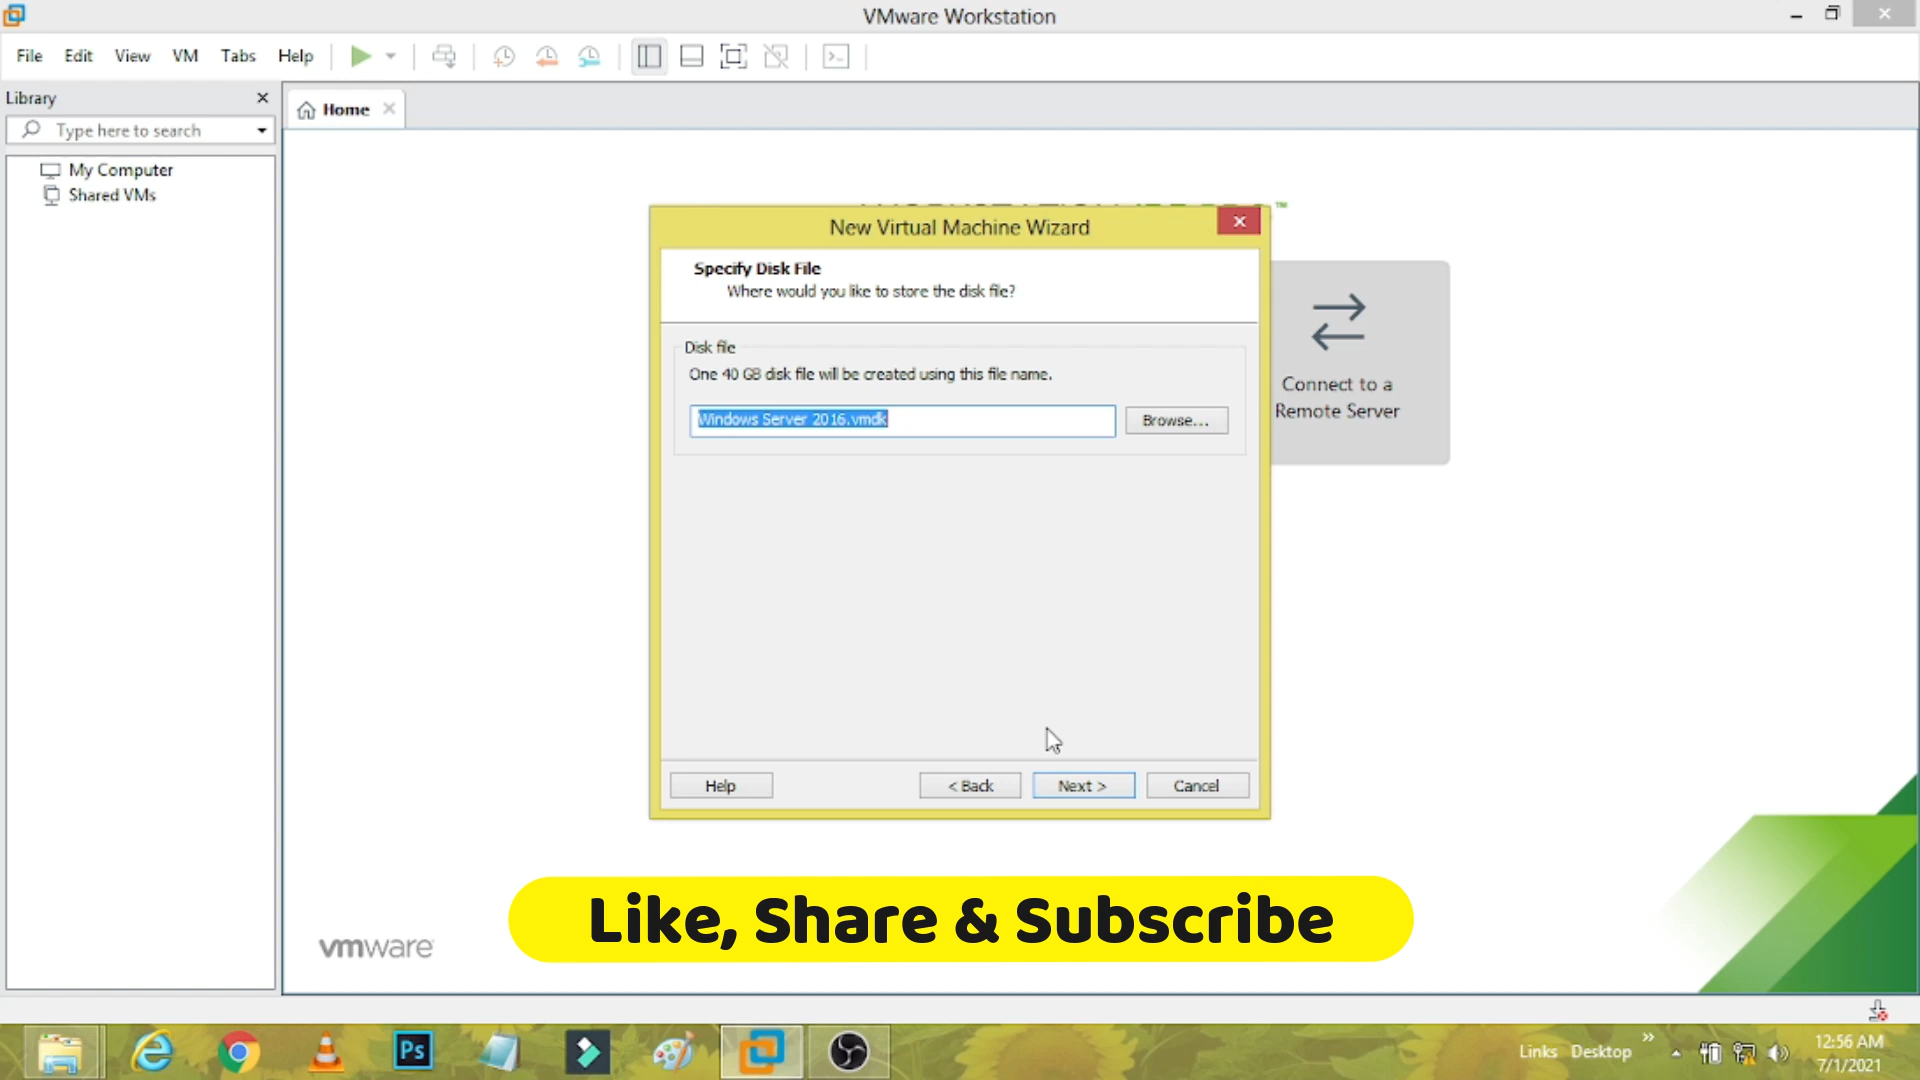 VMware Workstation
File Edit View VM Tabs Help
Library
Home
Type here to search
My Computer
Shared VMs
™
New Virtual Machine Wizard
Specify Disk File
Where would you like to store the disk file?
Disk file
One 40 GB disk file will be created using this file name.
Windows Server 2016.vmdk
Browse...
Connect to a
Remote Server
Help < Back Next > Cancel
Like, Share & Subscribe
vmware
Ps
Links Desktop
12:56 AM
7/1/2021